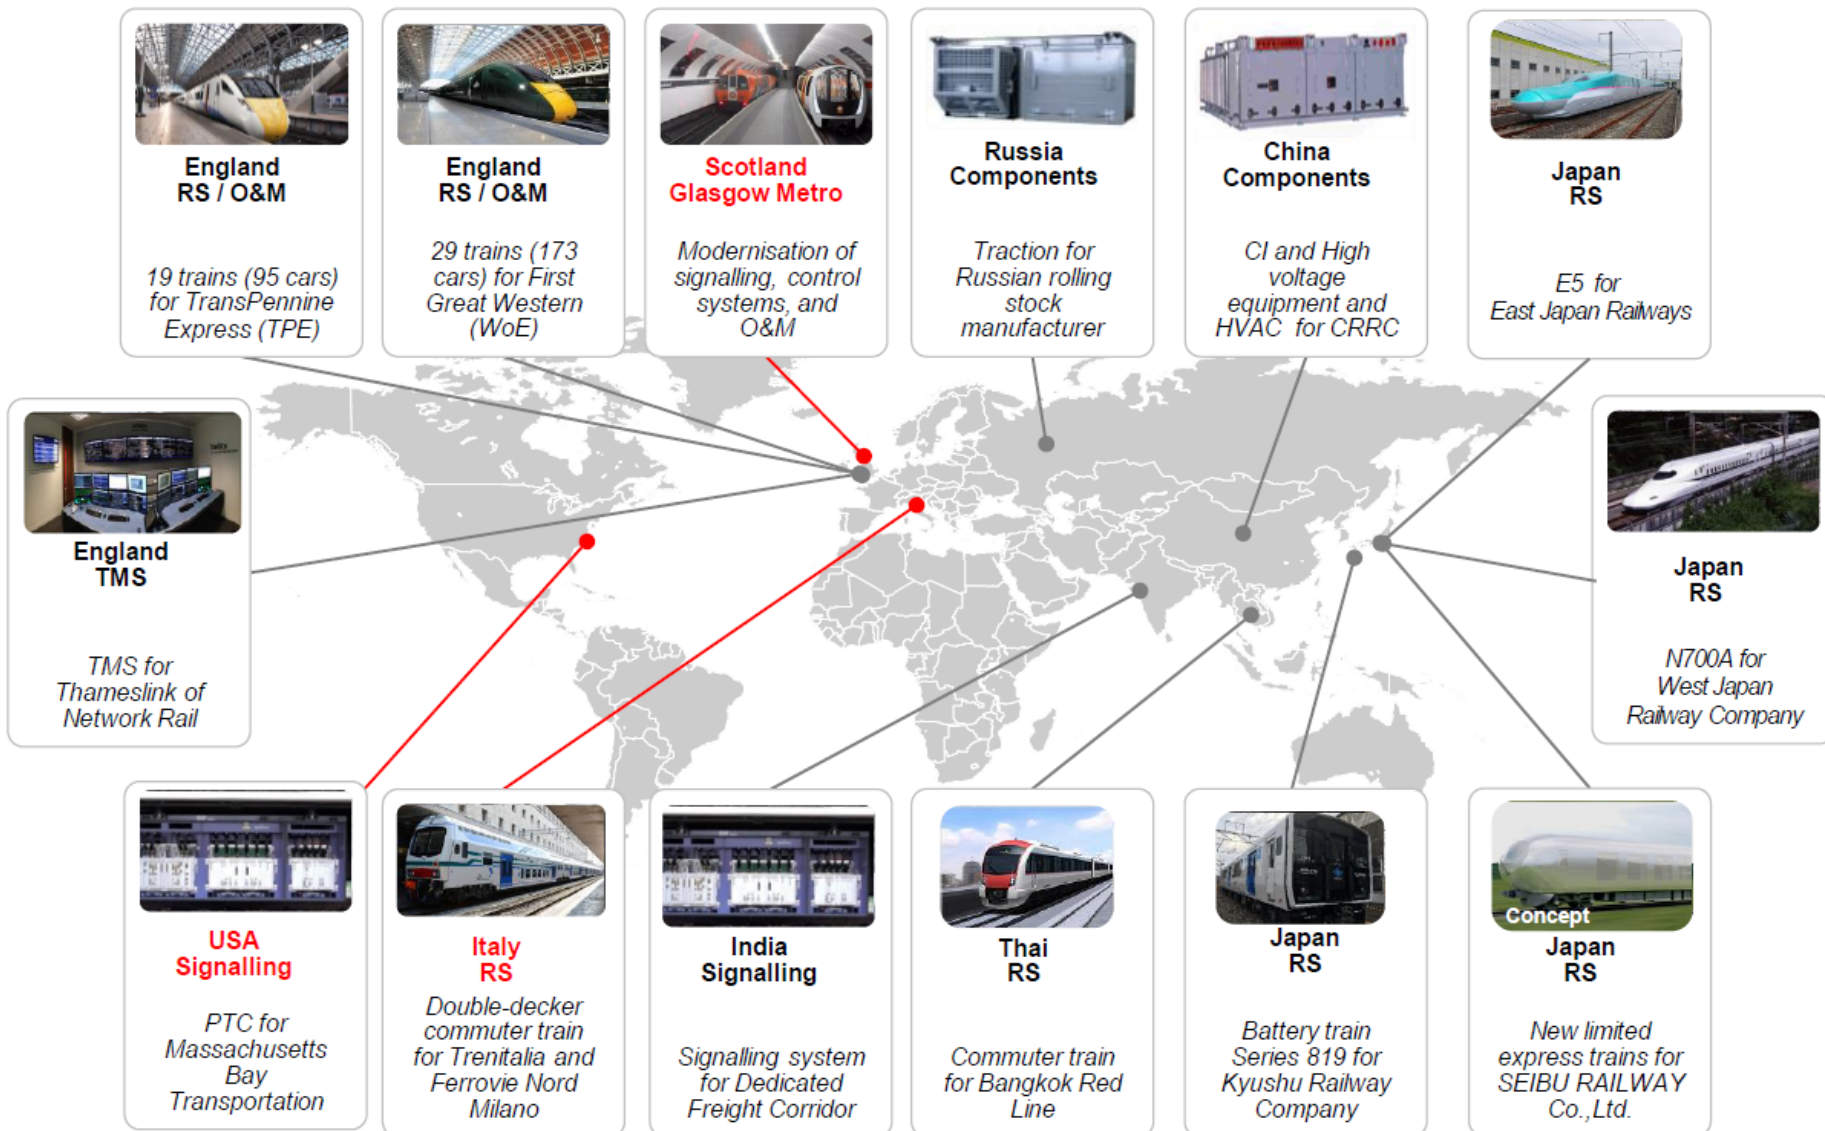 England
RS / O&M
19 trains (95 cars)
for TransPennine
Express (TPE)
England
RS / O&M
29 trains (173
cars) for First
Great Western
(WoE)
Scotland
Glasgow Metro
Modernisation of
signalling, control
systems, and
O&M
Russia
Components
Traction for
Russian rolling
stock
manufacturer
China
Components
CI and High
voltage
equipment and
HVAC for CRRC
Japan
RS
E5 for
East Japan Railways
England
TMS
TMS for
Thameslink of
Network Rail
Japan
RS
N700A for
West Japan
Railway Company
USA
Signalling
PTC for
Massachusetts
Bay
Transportation
Italy
RS
Double-decker
commuter train
for Trenitalia and
Ferrovie Nord
Milano
India
Signalling
Signalling system
for Dedicated
Freight Corridor
Thai
RS
Commuter train
for Bangkok Red
Line
Japan
RS
Battery train
Series 819 for
Kyushu Railway
Company
Concept
Japan
RS
New limited
express trains for
SEIBU RAILWAY
Co.,Ltd.